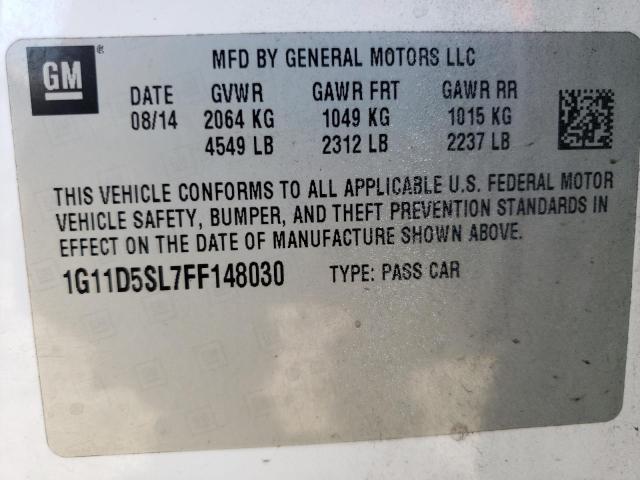 GM®
MFD BY GENERAL MOTORS LLC
DATE GVWR GAWR FRT GAWR RR
08/14 2064 KG 1049 KG 1015 KG
4549 LB 2312 LB 2237 LB
THIS VEHICLE CONFORMS TO ALL APPLICABLE U.S. FEDERAL MOTOR
VEHICLE SAFETY, BUMPER, AND THEFT PREVENTION STANDARDS IN
EFFECT ON THE DATE OF MANUFACTURE SHOWN ABOVE.
1G11D5SL7FF148030 TYPE: PASS CAR